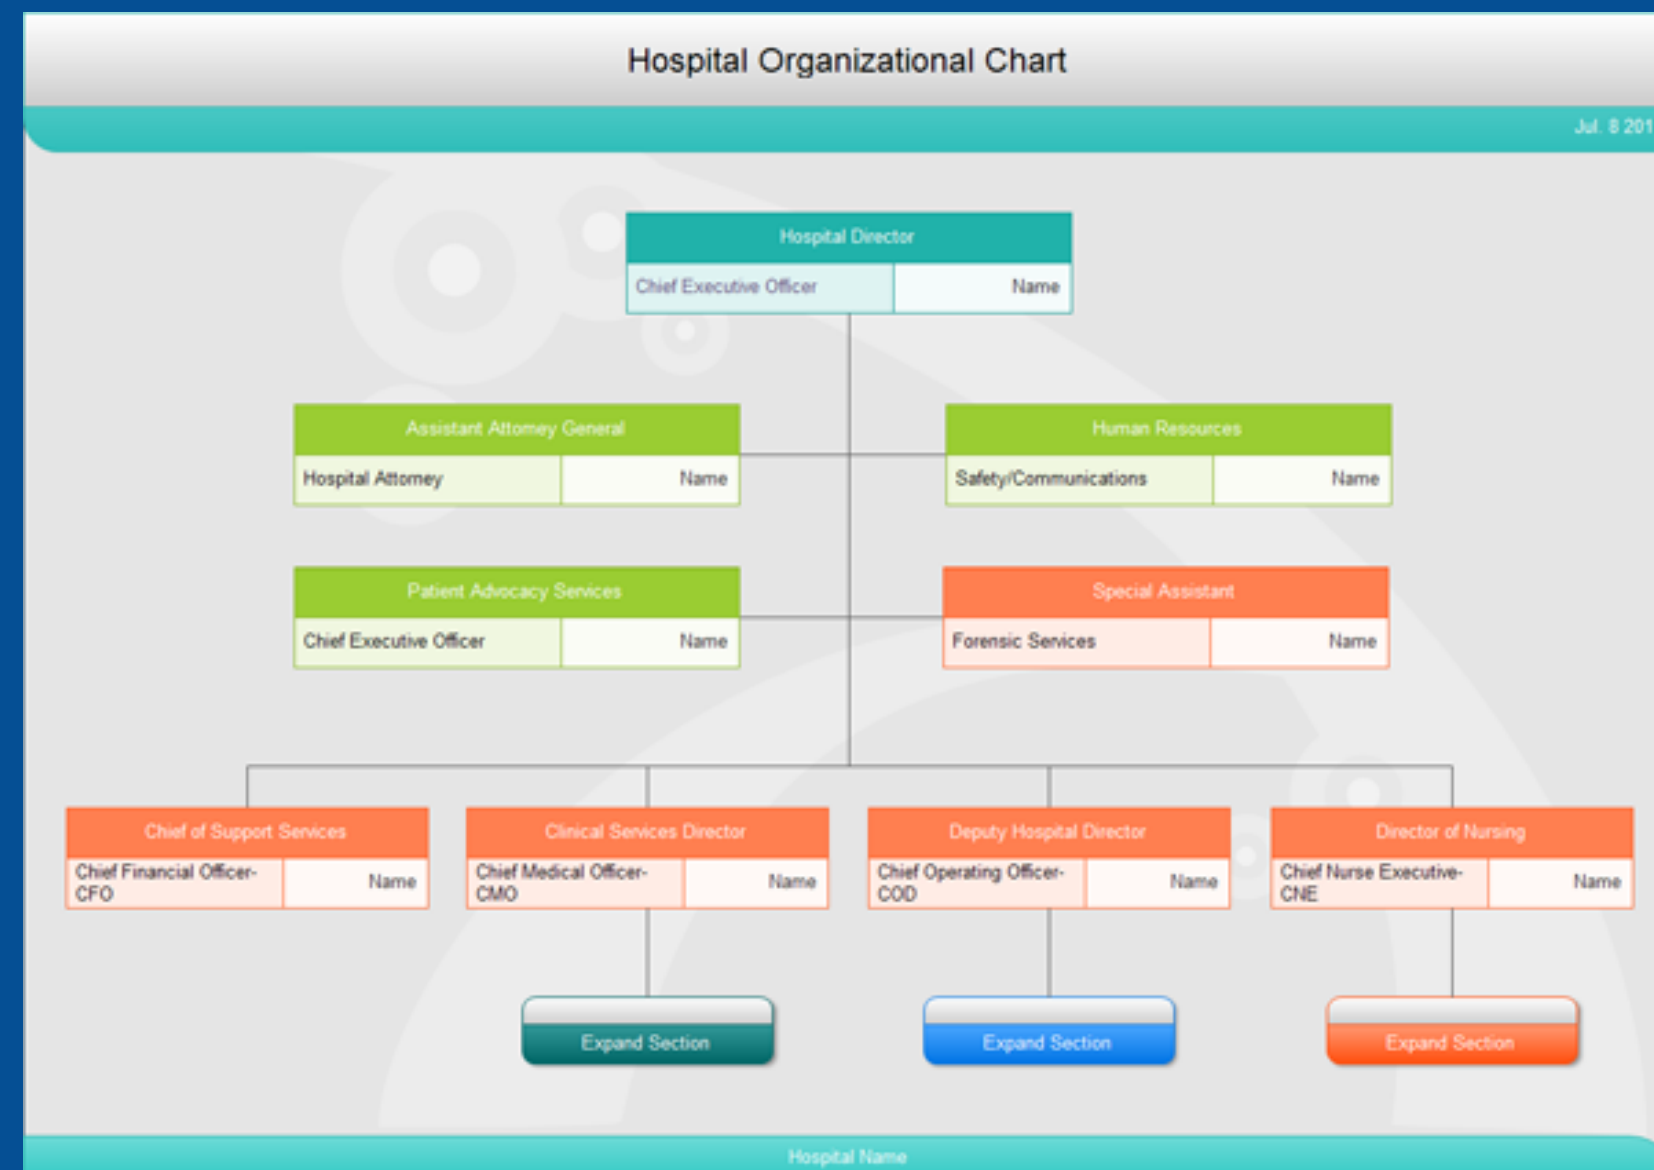 Hospital Organizational Chart
Jul. 8 201
Hospital Director
Chief Executive Officer Name
Assistant Attorney General
Hospital Attorney Name
Human Resources
Safety/Communications Name
Patient Advocacy Services
Chief Executive Officer Name
Special Assistant
Forensic Services Name
Chief of Support Services
Chief Financial Officer-
CFO
Name
Clinical Services Director
Chief Medical Officer-
CMO
Name
Deputy Hospital Director
Chief Operating Officer-
COD
Name
Director of Nursing
Chief Nurse Executive-
CNE
Name
Expand Section
Expand Section
Expand Section
Hospital Name